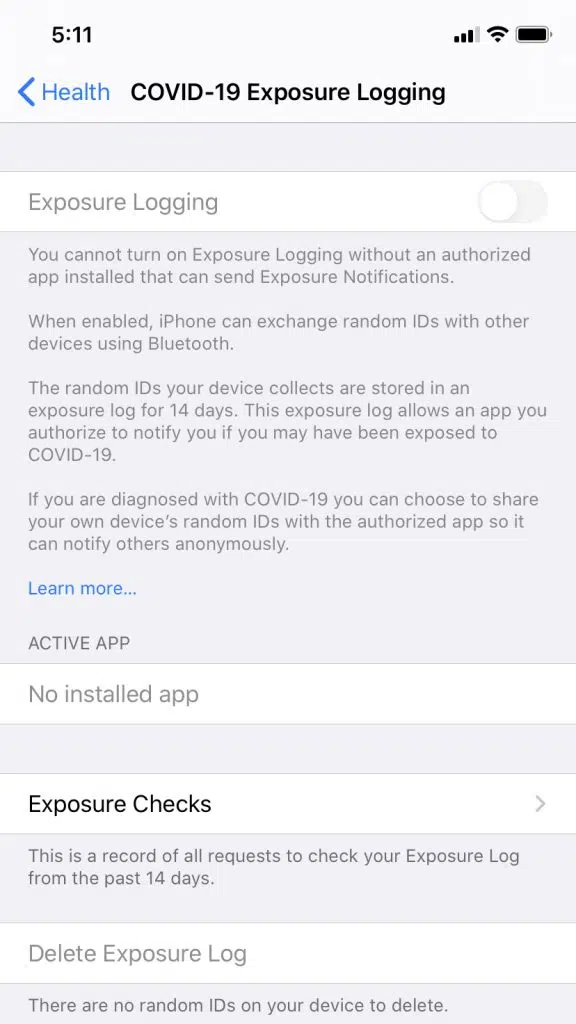 5:11
Health COVID-19 Exposure Logging
Exposure Logging
You cannot turn on Exposure Logging without an authorized
app installed that can send Exposure Notifications.
When enabled, iPhone can exchange random IDs with other
devices using Bluetooth.
The random IDs your device collects are stored in an
exposure log for 14 days. This exposure log allows an app you
authorize to notify you if you may have been exposed to
COVID-19.
If you are diagnosed with COVID-19 you can choose to share
your own device’s random IDs with the authorized app so it
can notify others anonymously.
Learn more...
ACTIVE APP
No installed app
Exposure Checks
This is a record of all requests to check your Exposure Log
from the past 14 days.
Delete Exposure Log
There are no random IDs on your device to delete.